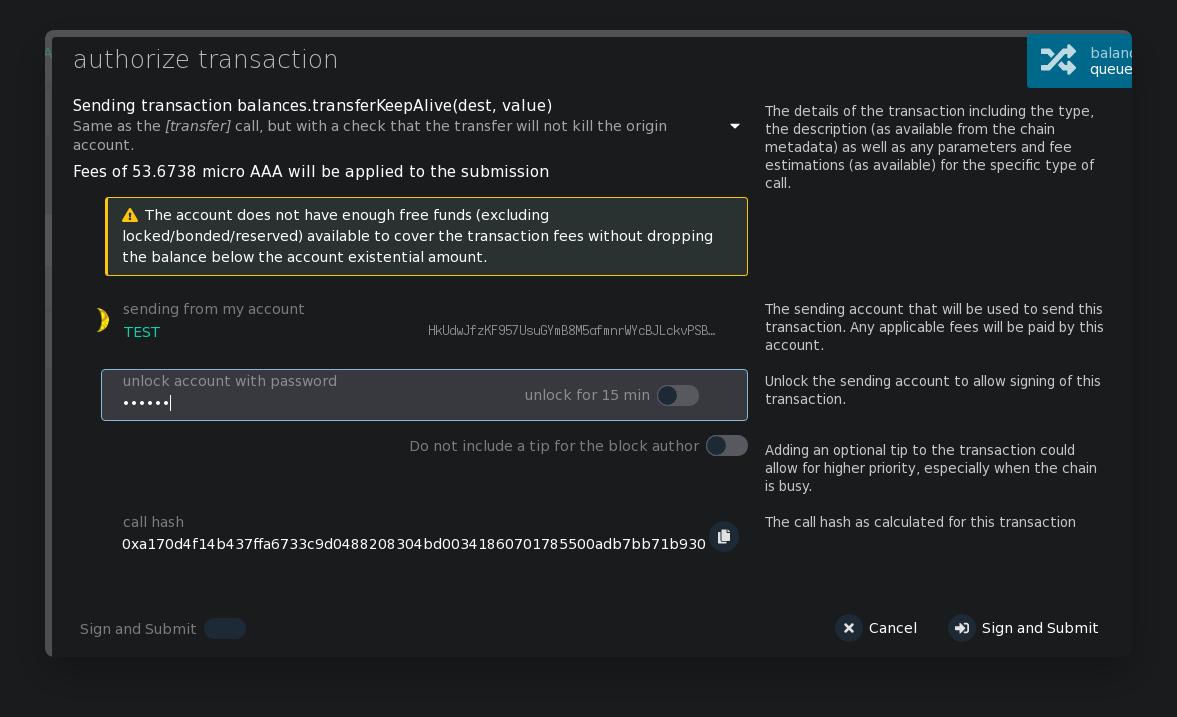 authorize transaction
balanc
queue
Sending transaction balances.transferKeepAlive(dest, value)
Same as the [transfer] call, but with a check that the transfer will not kill the origin
account.
Fees of 53.6738 micro AAA will be applied to the submission
The details of the transaction including the type,
the description (as available from the chain
metadata) as well as any parameters and fee
estimations (as available) for the specific type of
call.
The account does not have enough free funds (excluding
locked/bonded/reserved) available to cover the transaction fees without dropping
the balance below the account existential amount.
sending from my account
TEST
HkUdwJfzKF957UsuGYmB8M5afmnrWYcBJLckvPSB…
The sending account that will be used to send this
transaction. Any applicable fees will be paid by this
account.
unlock account with password
••••••
unlock for 15 min
Unlock the sending account to allow signing of this
transaction.
Do not include a tip for the block author
Adding an optional tip to the transaction could
allow for higher priority, especially when the chain
is busy.
call hash
0xa170d4f14b437ffa6733c9d0488208304bd00341860701785500adb7bb71b930
The call hash as calculated for this transaction
Sign and Submit
Cancel
Sign and Submit